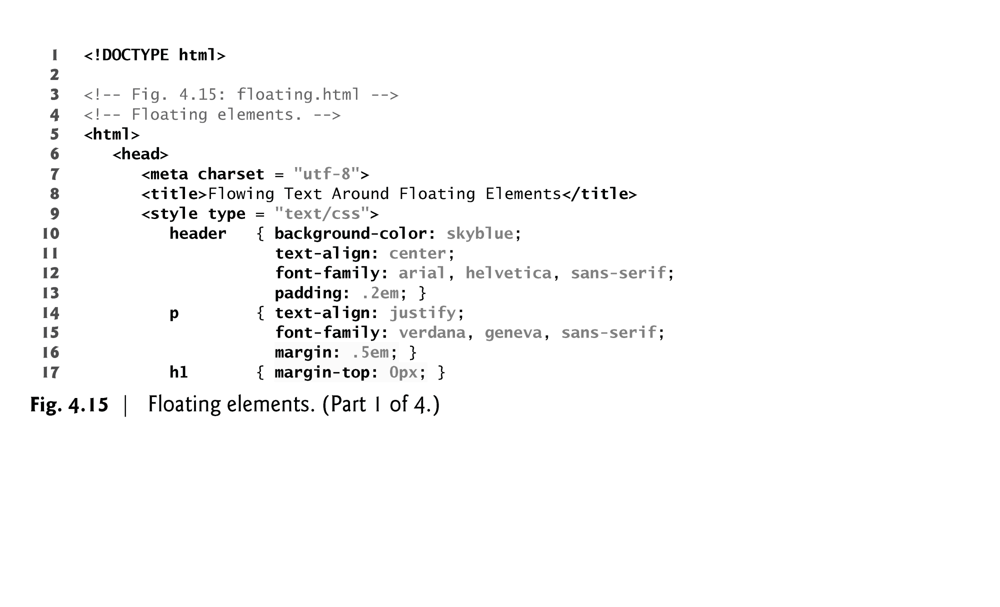 1 <!DOCTYPE html>
2
3 <!-- Fig. 4.15: floating.html -->
4 <!-- Floating elements. -->
5 <html>
6 <head>
7 <meta charset = "utf-8">
8 <title>Flowing Text Around Floating Elements</title>
9 <style type = "text/css">
10 header { background-color: skyblue;
11 text-align: center;
12 font-family: arial, helvetica, sans-serif;
13 padding: .2em; }
14 p { text-align: justify;
15 font-family: verdana, geneva, sans-serif;
16 margin: .5em; }
17 h1 { margin-top: 0px; }
Fig. 4.15 | Floating elements. (Part 1 of 4.)